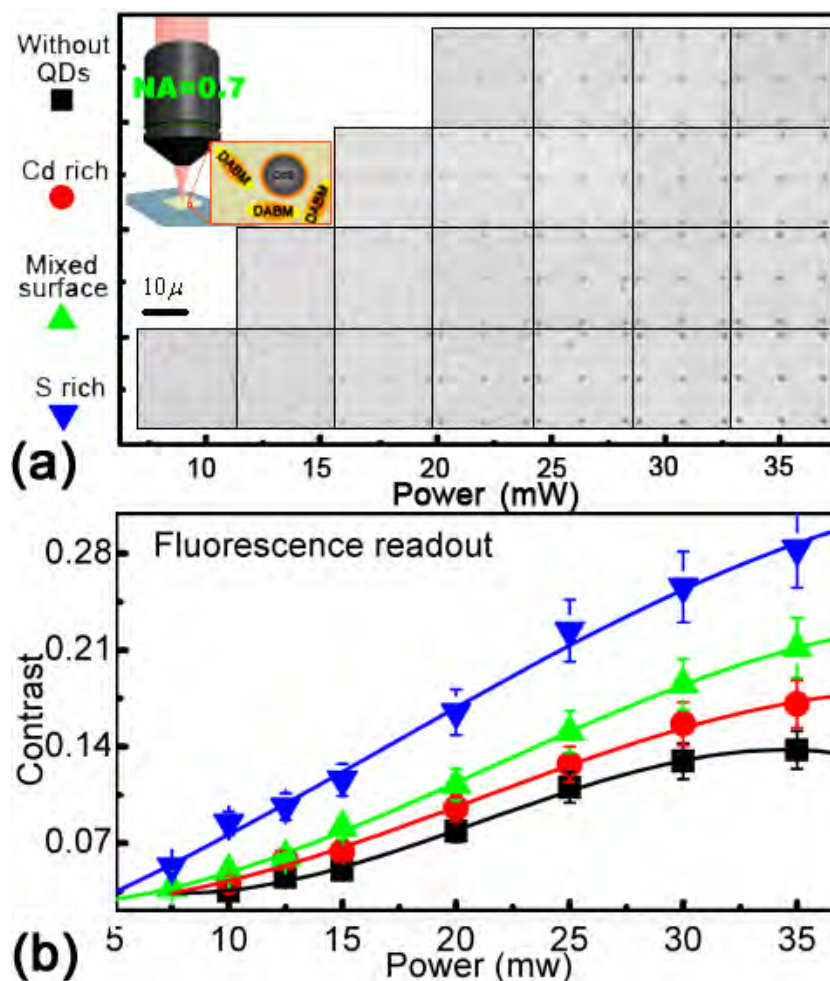 Without
QDs
Cd rich
Mixed
surface
S rich
NA=0.7
DABM
CdS
DABM
DABM
10μ
(a)
10 15 20 25 30 35
Power (mW)
Fluorescence readout
Contrast
0.28
0.21
0.14
0.07
5 10 15 20 25 30 35
(b)
Power (mw)